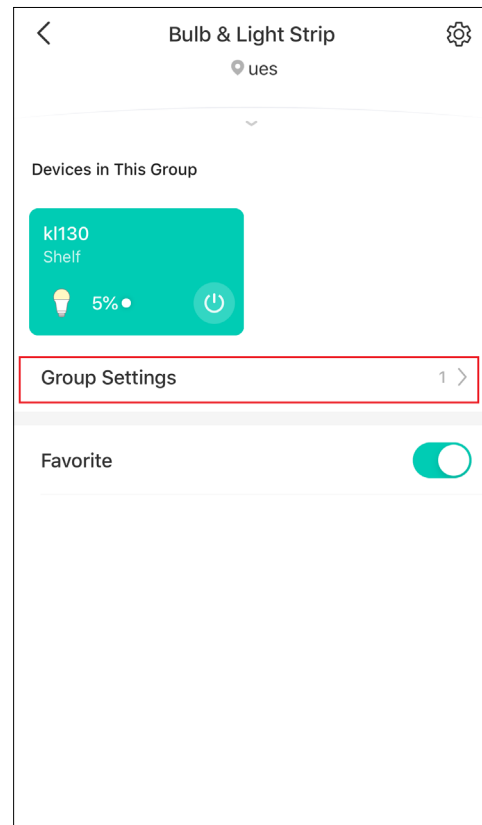 Bulb & Light Strip
ues
Devices in This Group
kl130
Shelf
5%
Group Settings 1
Favorite